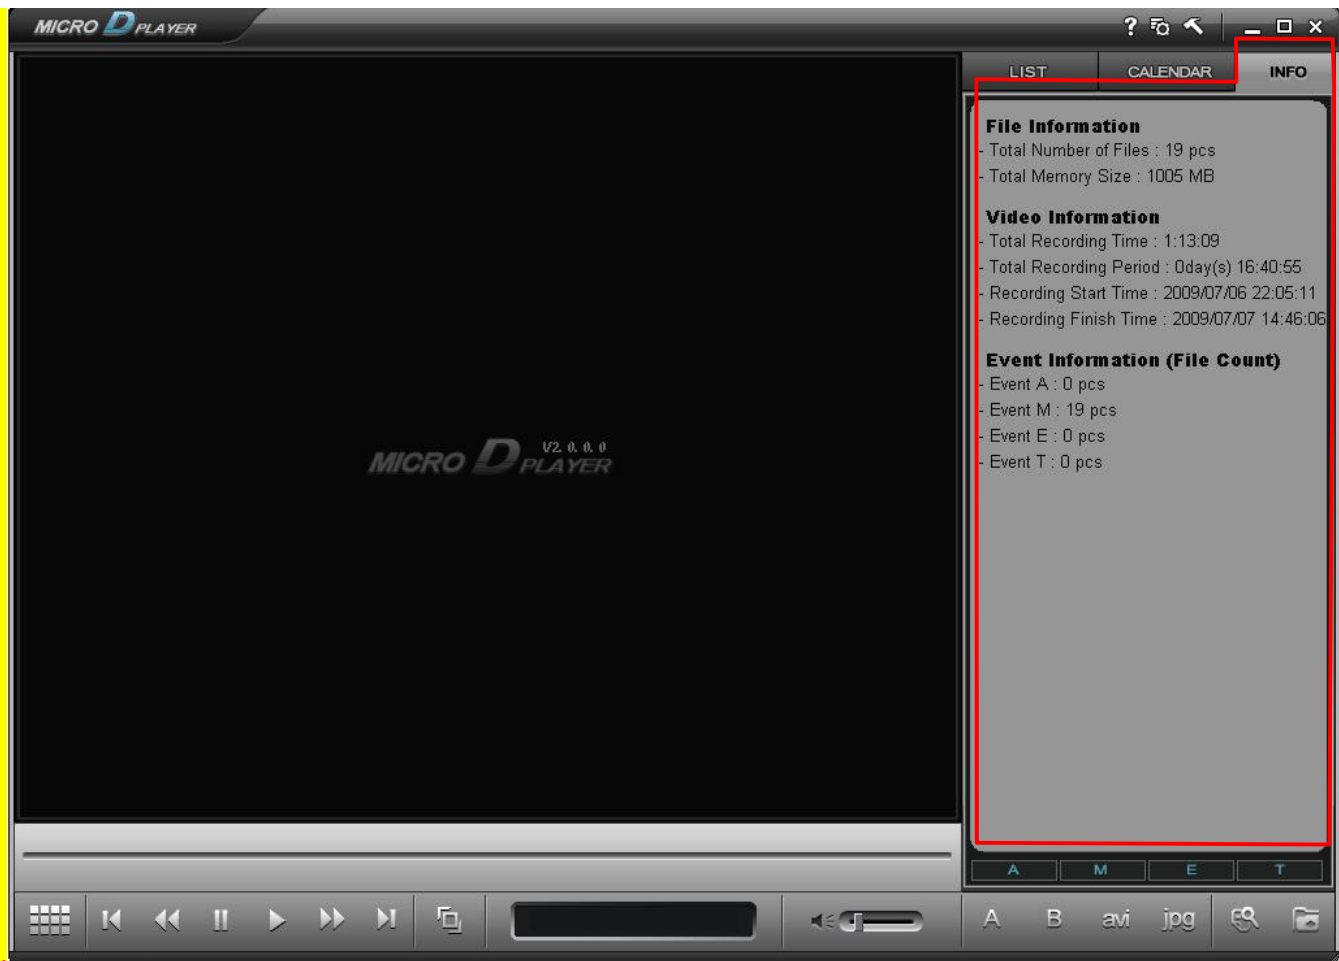 MICRO D PLAYER
?
LIST CALENDAR INFO
File Information
- Total Number of Files : 19 pcs
- Total Memory Size : 1005 MB
Video Information
- Total Recording Time : 1:13:09
- Total Recording Period : 0day(s) 16:40:55
- Recording Start Time : 2009/07/06 22:05:11
- Recording Finish Time : 2009/07/07 14:46:06
Event Information (File Count)
- Event A : 0 pcs
- Event M : 19 pcs
- Event E : 0 pcs
- Event T : 0 pcs
MICRO D PLAYER V2.0.0.0
A M E T
A B avi jpg